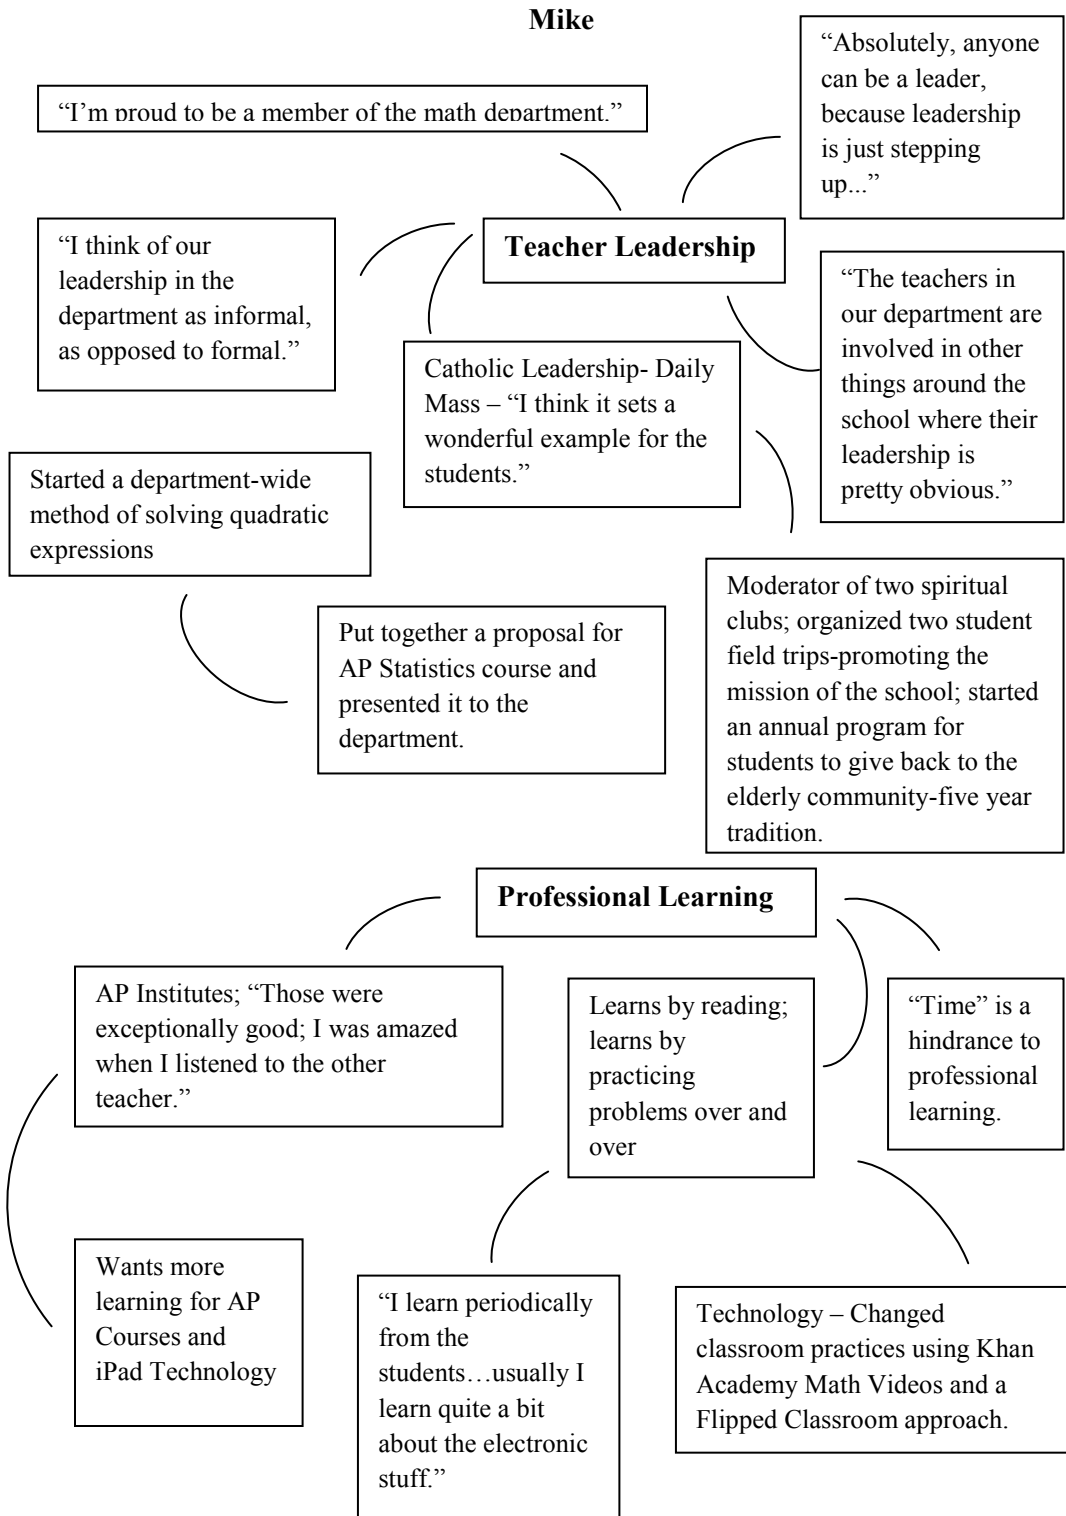 Mike
“I’m proud to be a member of the math department.”
“Absolutely, anyone
can be a leader,
because leadership
is just stepping
up...”
“I think of our
leadership in the
department as informal,
as opposed to formal.”
Teacher Leadership
“The teachers in
our department are
involved in other
things around the
school where their
leadership is
pretty obvious.”
Catholic Leadership- Daily
Mass – “I think it sets a
wonderful example for the
students.”
Started a department-wide
method of solving quadratic
expressions
Put together a proposal for
AP Statistics course and
presented it to the
department.
Moderator of two spiritual
clubs; organized two student
field trips-promoting the
mission of the school; started
an annual program for
students to give back to the
elderly community-five year
tradition.
Professional Learning
AP Institutes; “Those were
exceptionally good; I was amazed
when I listened to the other
teacher.”
Learns by reading;
learns by
practicing
problems over and
over
“Time” is a
hindrance to
professional
learning.
Wants more
learning for AP
Courses and
iPad Technology
“I learn periodically
from the
students…usually I
learn quite a bit
about the electronic
stuff.”
Technology – Changed
classroom practices using Khan
Academy Math Videos and a
Flipped Classroom approach.